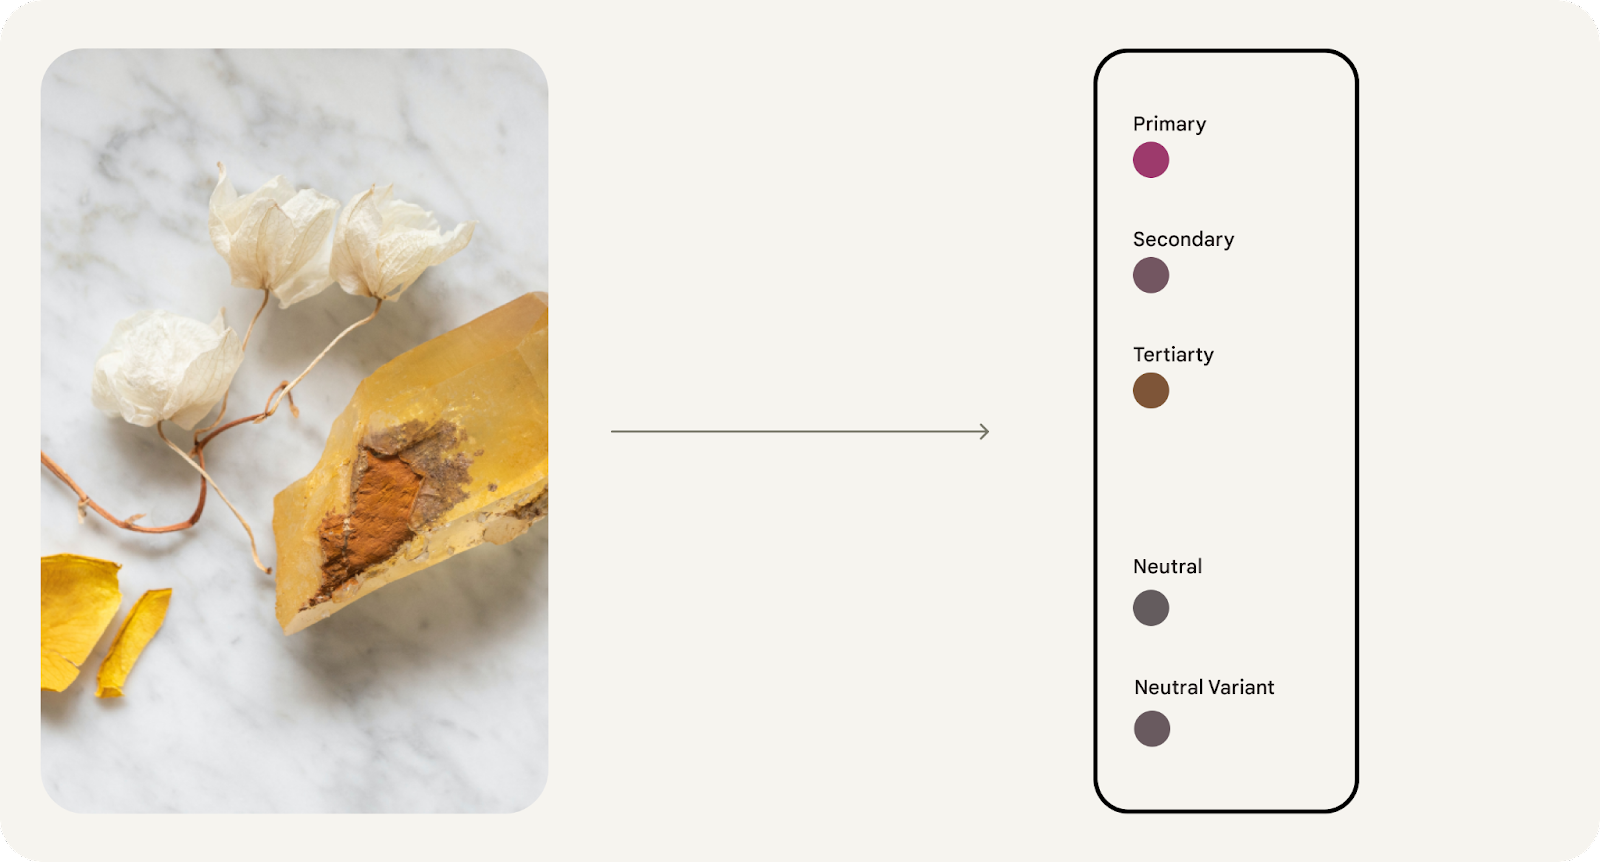 Primary
Secondary
Tertiarty
Neutral
Neutral Variant